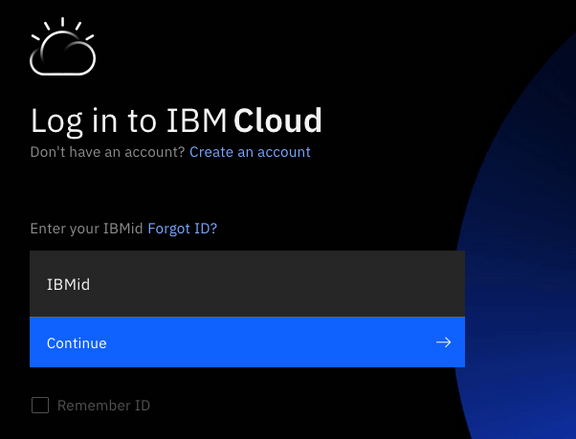 Log in to IBM Cloud
Don't have an account? Create an account
Enter your IBMid Forgot ID?
IBMid
Continue
Remember ID